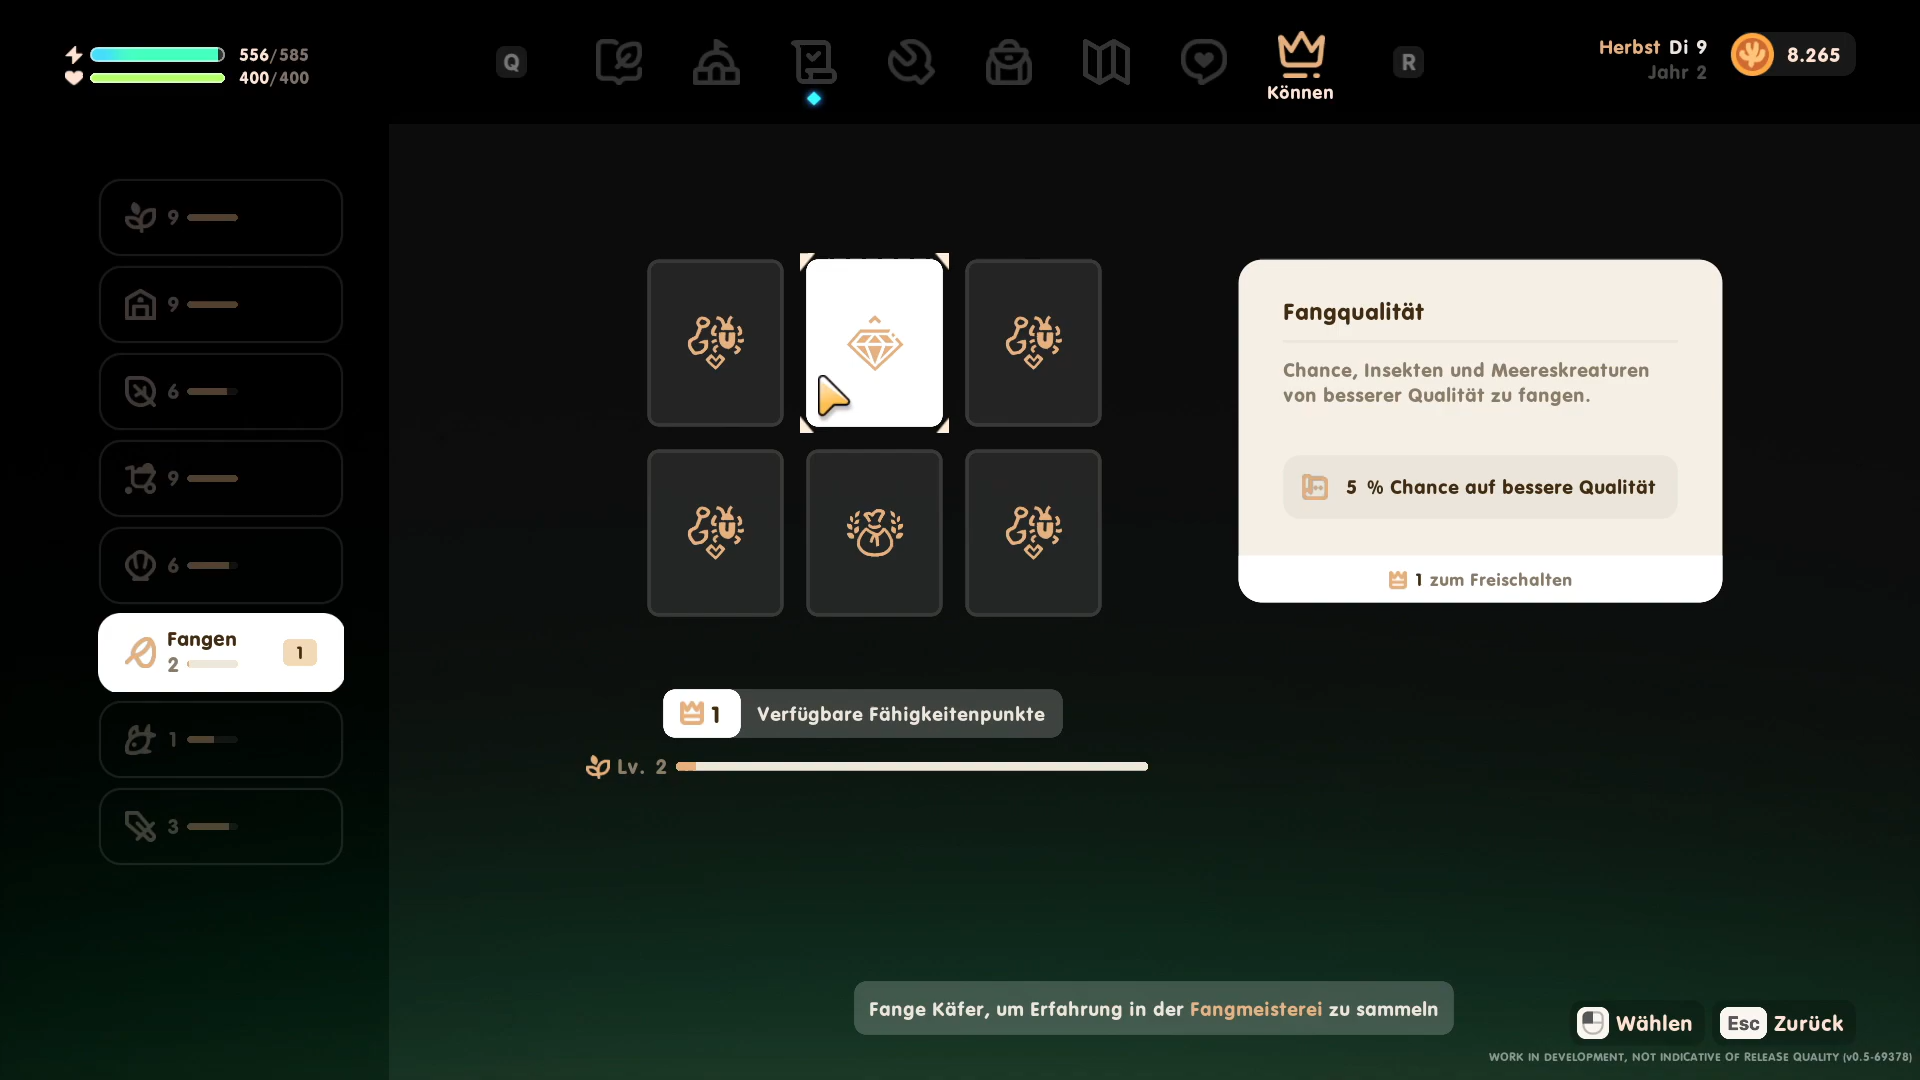 556/585
400/400
Q
Können
R
Herbst Di 9
Jahr 2
8.265
9
9
6
9
6
Fangen
2
1
1
3
Fangqualität
Chance, Insekten und Meereskreaturen
von besserer Qualität zu fangen.
5 % Chance auf bessere Qualität
1 zum Freischalten
1 Verfügbare Fähigkeitenpunkte
Lv. 2
Fange Käfer, um Erfahrung in der Fangmeisterei zu sammeln
Wählen
Esc Zurück
WORK IN DEVELOPMENT, NOT INDICATIVE OF RELEASE QUALITY (v0.5-69378)